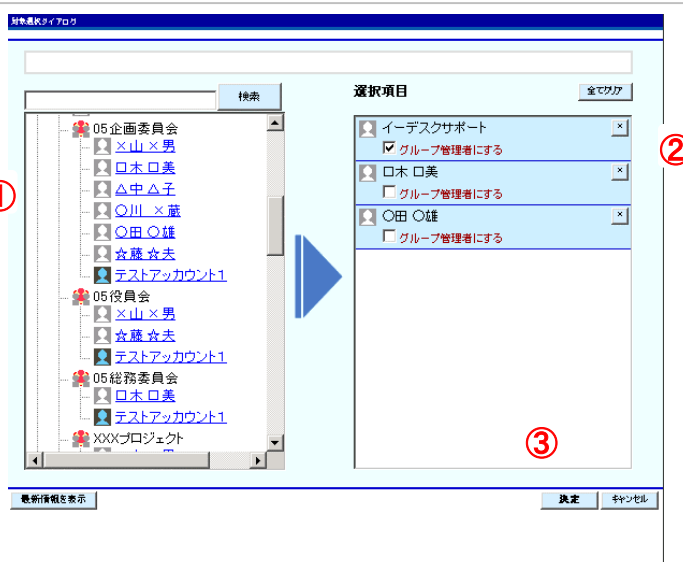 対象選択ダイアログ
検索
選択項目
全てクリア
05企画委員会
×山×男
口木口美
△中△子
〇川 ×蔵
〇田〇雄
☆藤☆夫
テストアッカウント1
05役員会
×山×男
☆藤☆夫
テストアッカウント1
05総務委員会
口木口美
テストアッカウント1
XXXプロジェクト
イーデスクサポート
×
グループ管理者にする
口木 口美
×
グループ管理者にする
〇田 〇雄
×
グループ管理者にする
①
②
③
最新情報を表示
決定
キャンセル